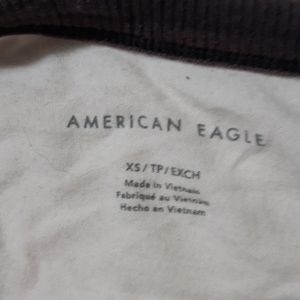 AMERICAN EAGLE
XS/TP/EXCH
Made in Vietnam
Fabriqué au Vietnam
Hecho en Vietnam